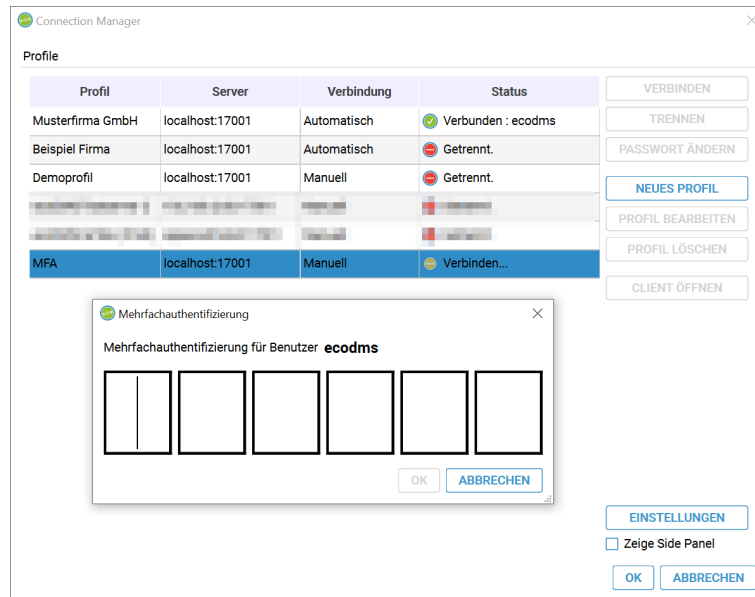 Connection Manager
Profile
Profil Server Verbindung Status
Musterfirma GmbH localhost:17001 Automatisch Verbunden : ecodms
Beispiel Firma localhost:17001 Automatisch Getrennt.
Demoprofil localhost:17001 Manuell Getrennt.
MFA localhost:17001 Manuell Verbinden...
VERBINDEN
TRENNEN
PASSWORT ÄNDERN
NEUES PROFIL
PROFIL BEARBEITEN
PROFIL LÖSCHEN
CLIENT ÖFFNEN
Mehrfachauthentifizierung
Mehrfachauthentifizierung für Benutzer ecodms
OK ABBRECHEN
EINSTELLUNGEN
Zeige Side Panel
OK ABBRECHEN